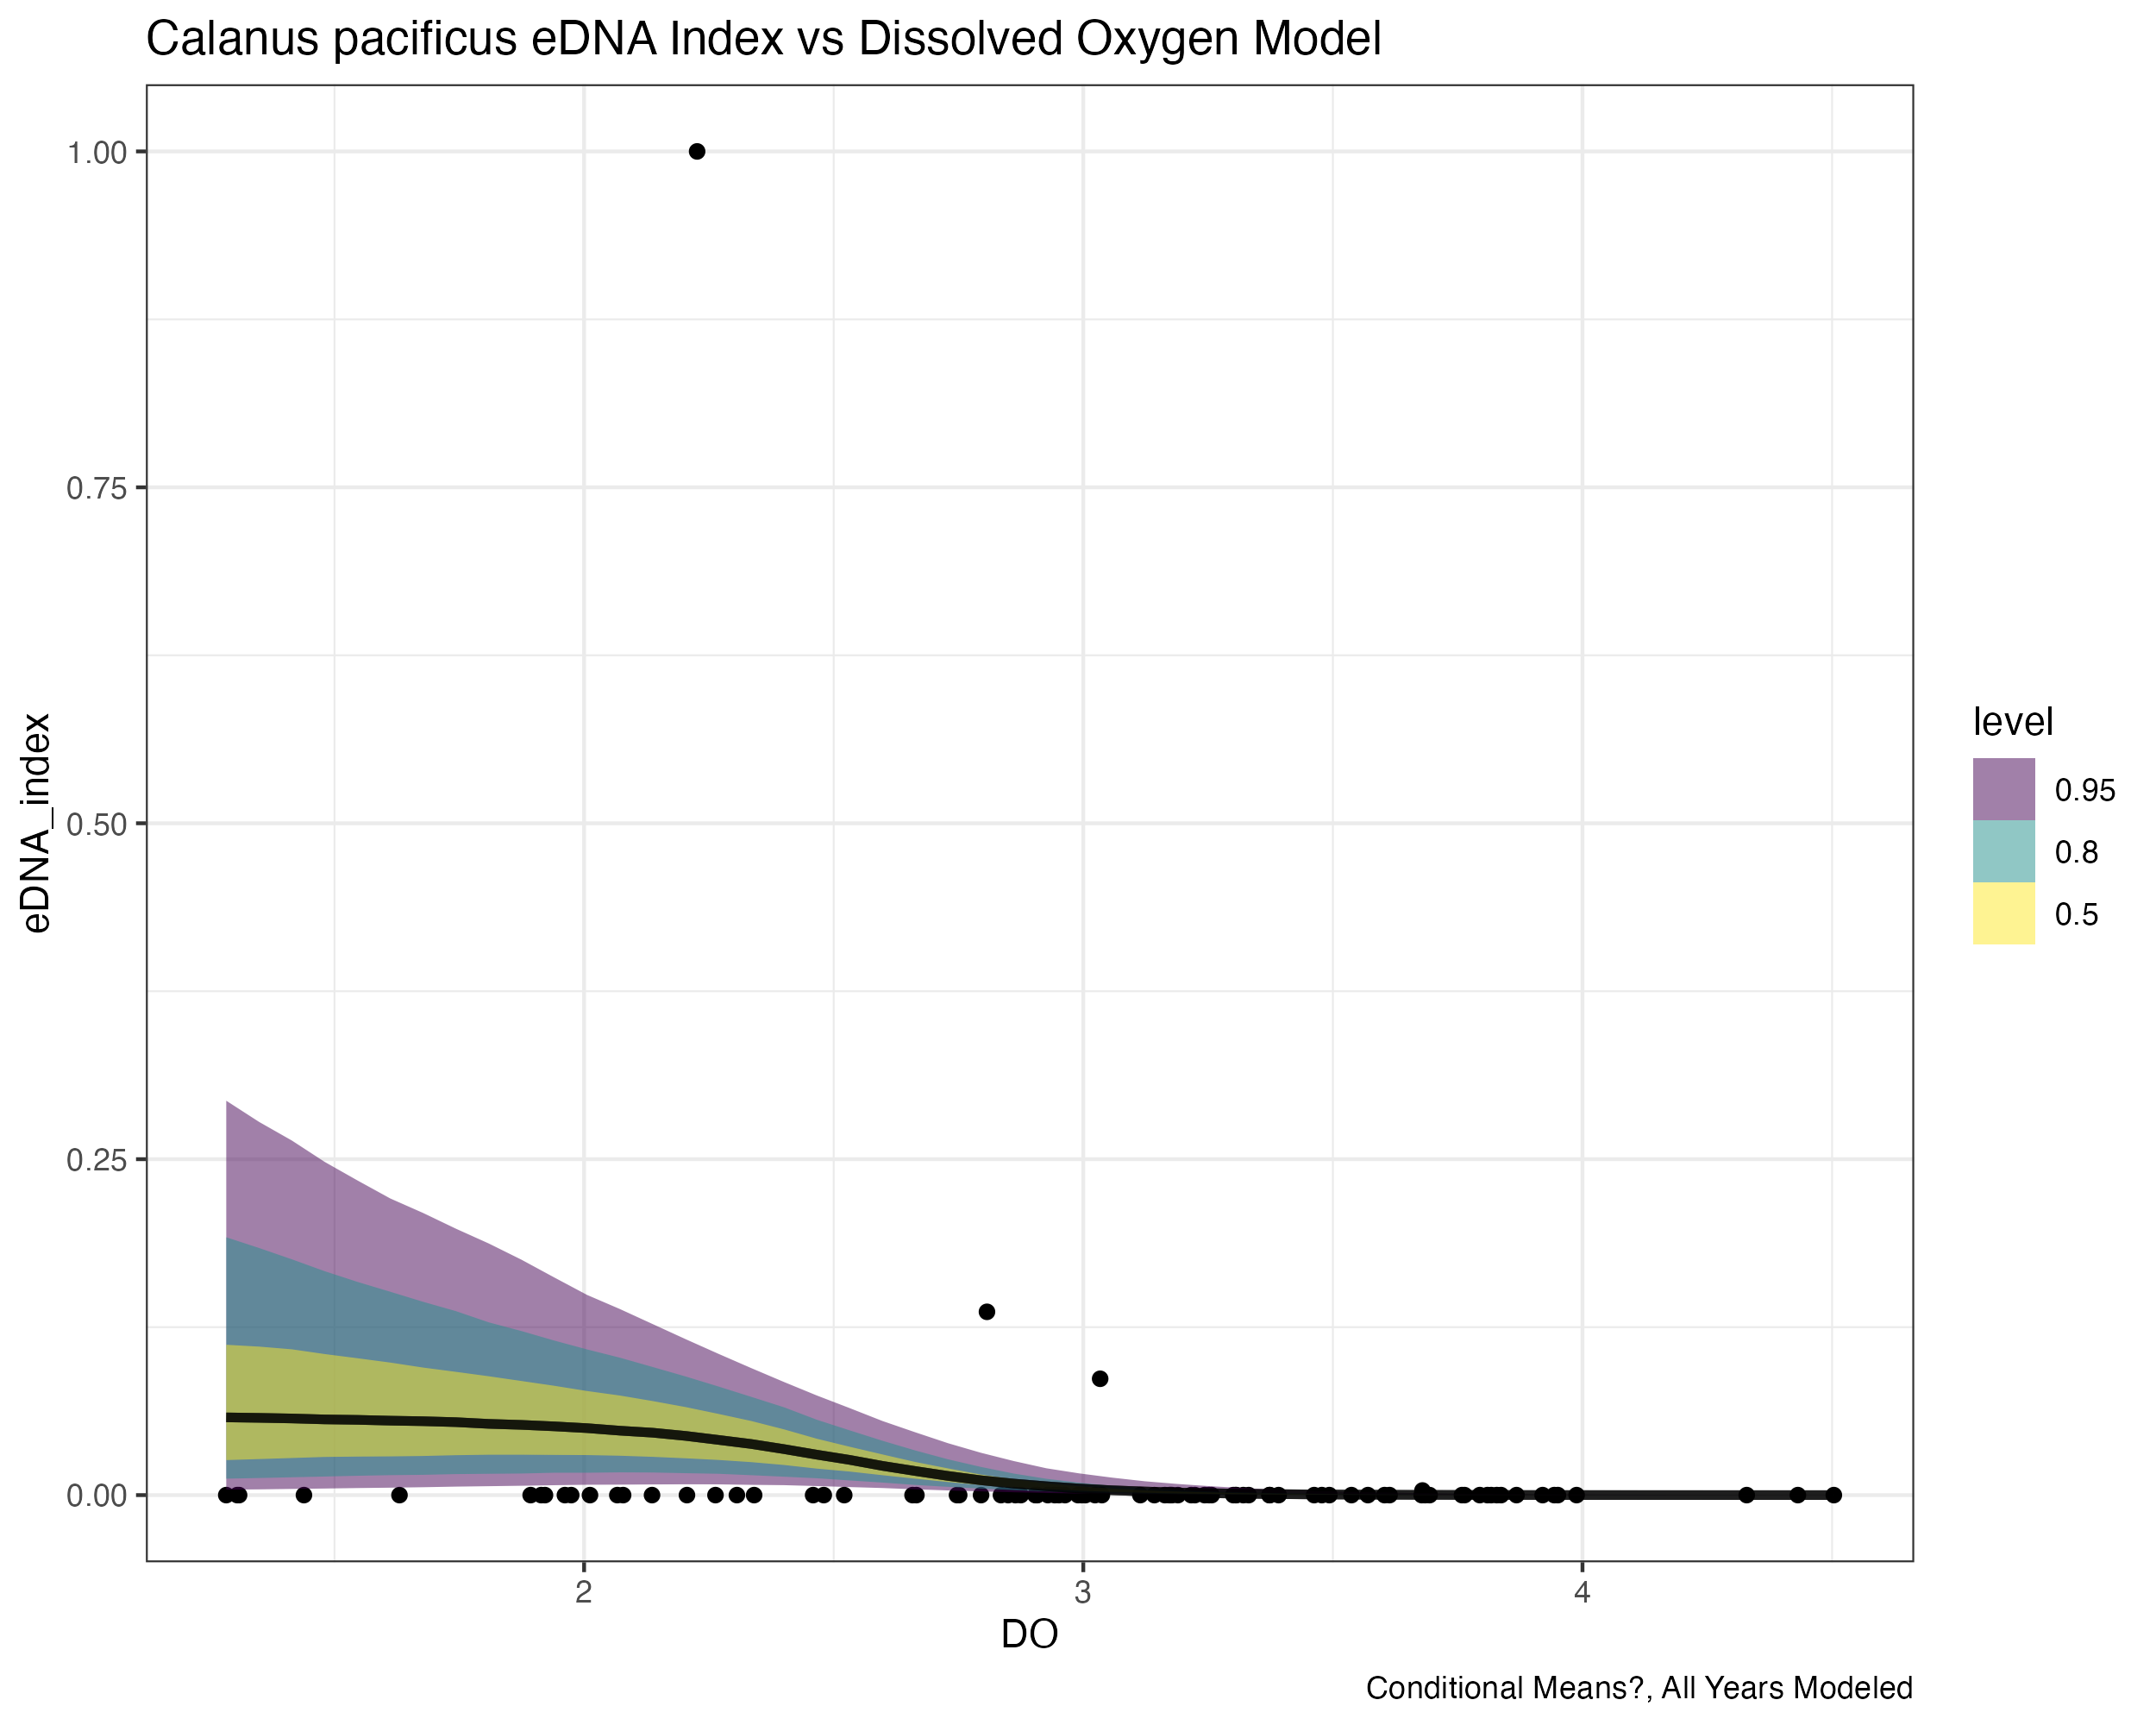 Calanus pacificus eDNA Index vs Dissolved Oxygen Model
1.00
0.75
0.50
0.25
0.00
eDNA_index
2
3
4
DO
level
0.95
0.8
0.5
Conditional Means?, All Years Modeled